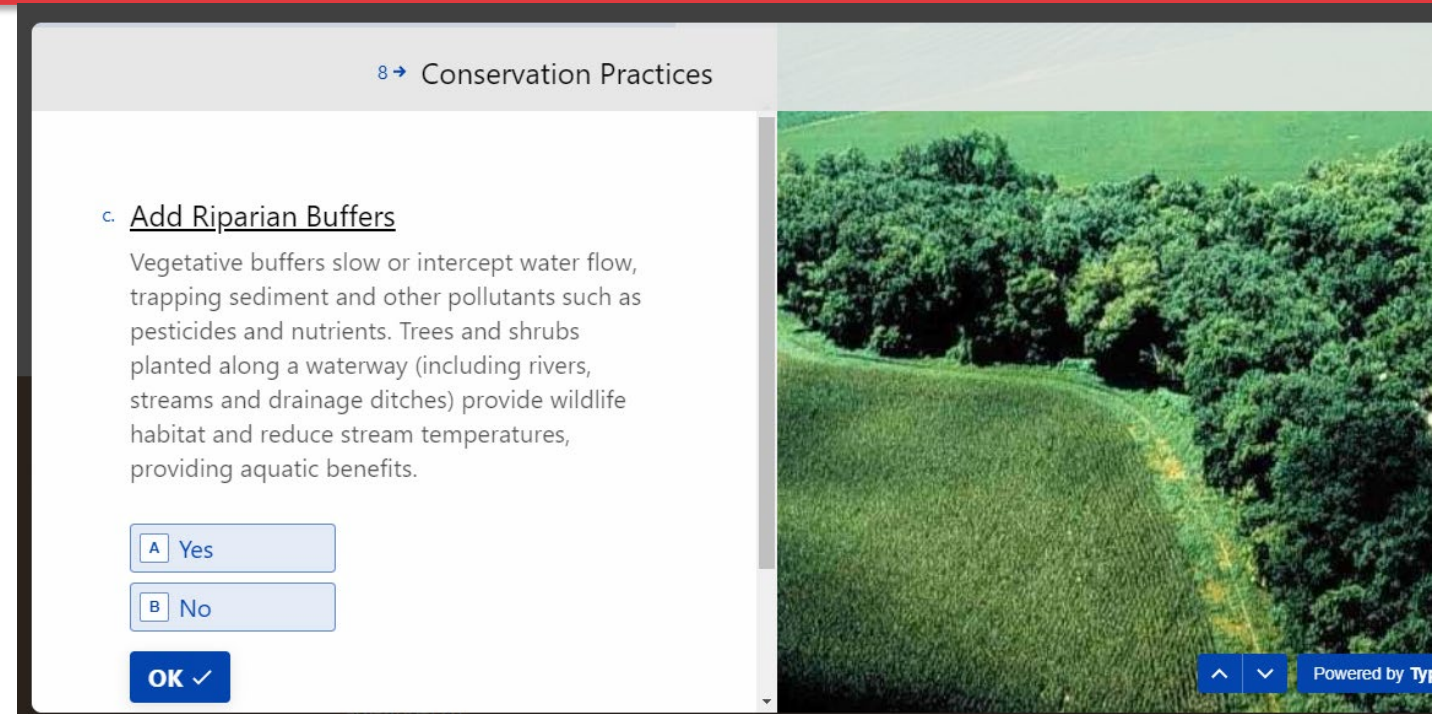 8→ Conservation Practices
c. Add Riparian Buffers
Vegetative buffers slow or intercept water flow,
trapping sediment and other pollutants such as
pesticides and nutrients. Trees and shrubs
planted along a waterway (including rivers,
streams and drainage ditches) provide wildlife
habitat and reduce stream temperatures,
providing aquatic benefits.
A Yes
B No
OK ✓
Powered by Typ